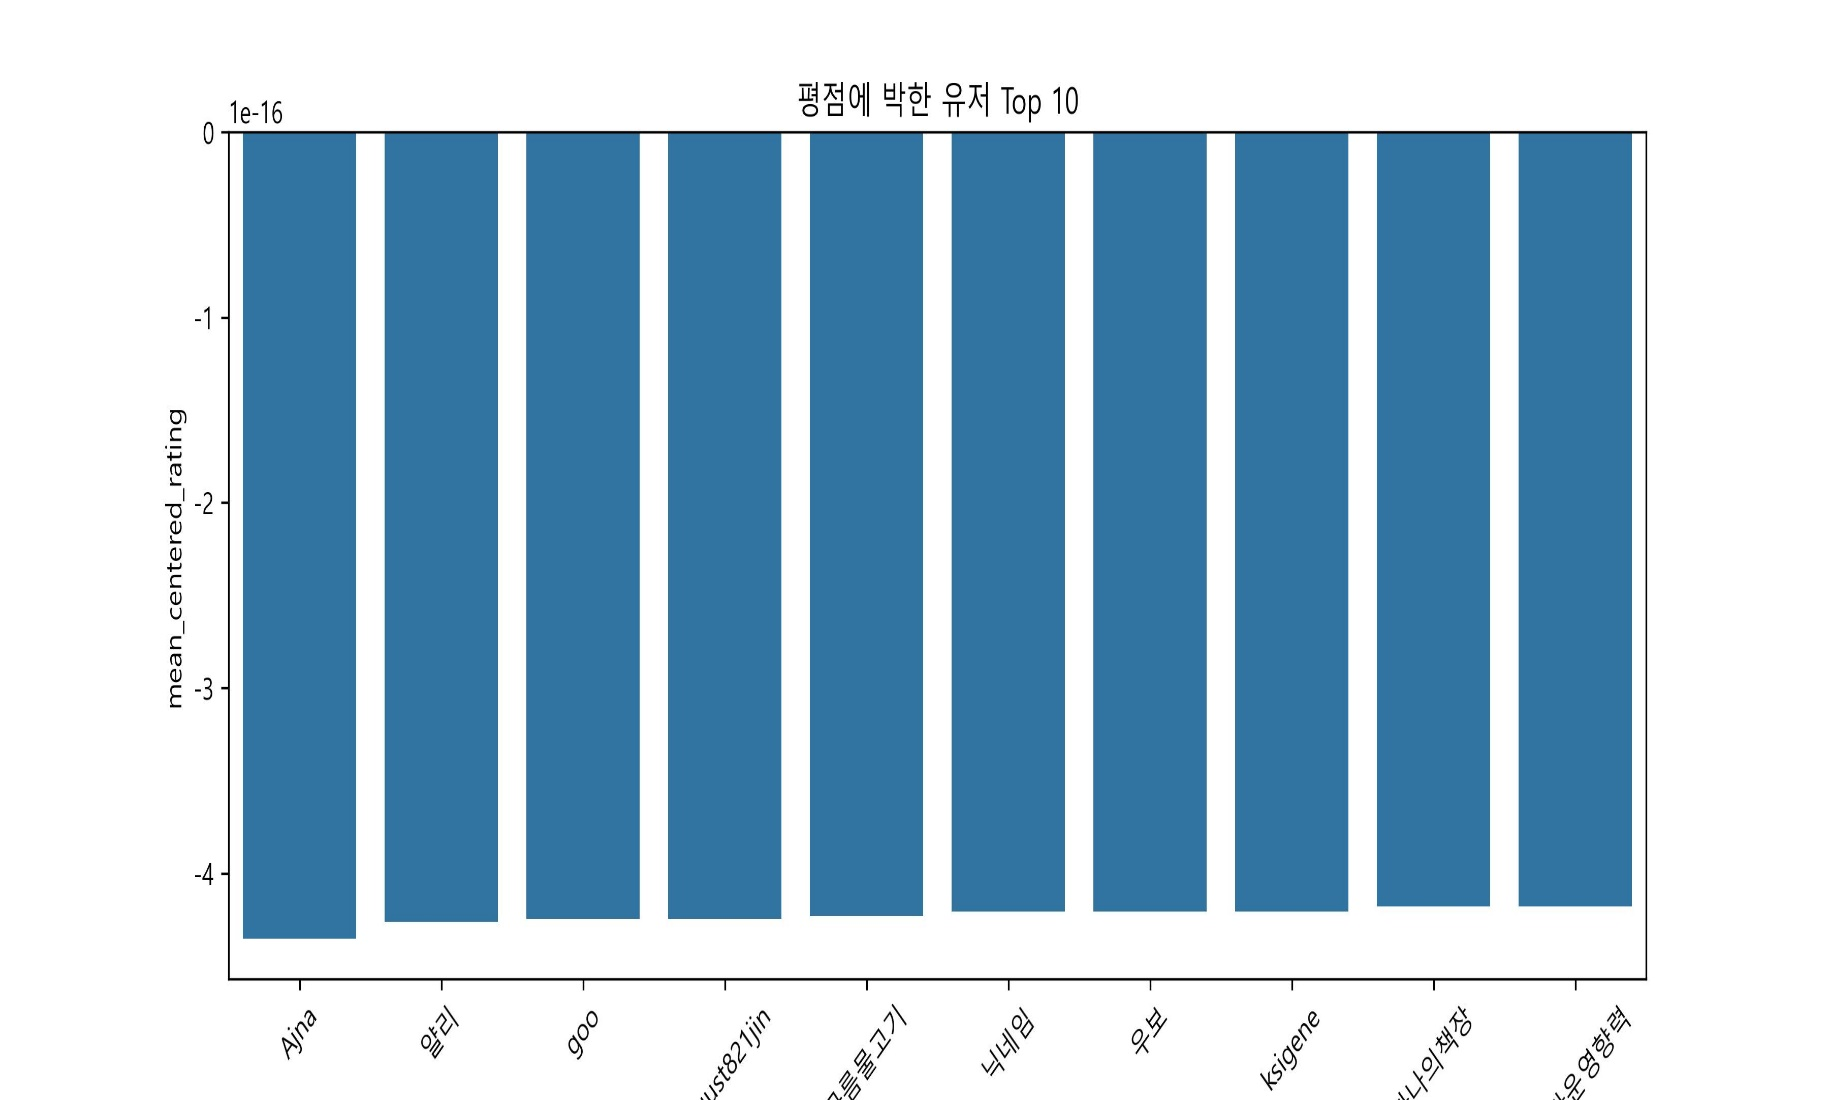 평점에 박한 유저 Top 10
1e-16
0
-1
-2
-3
-4
mean_centered_rating
Ajna
얄리
goo
닉네임
우보
ksigene